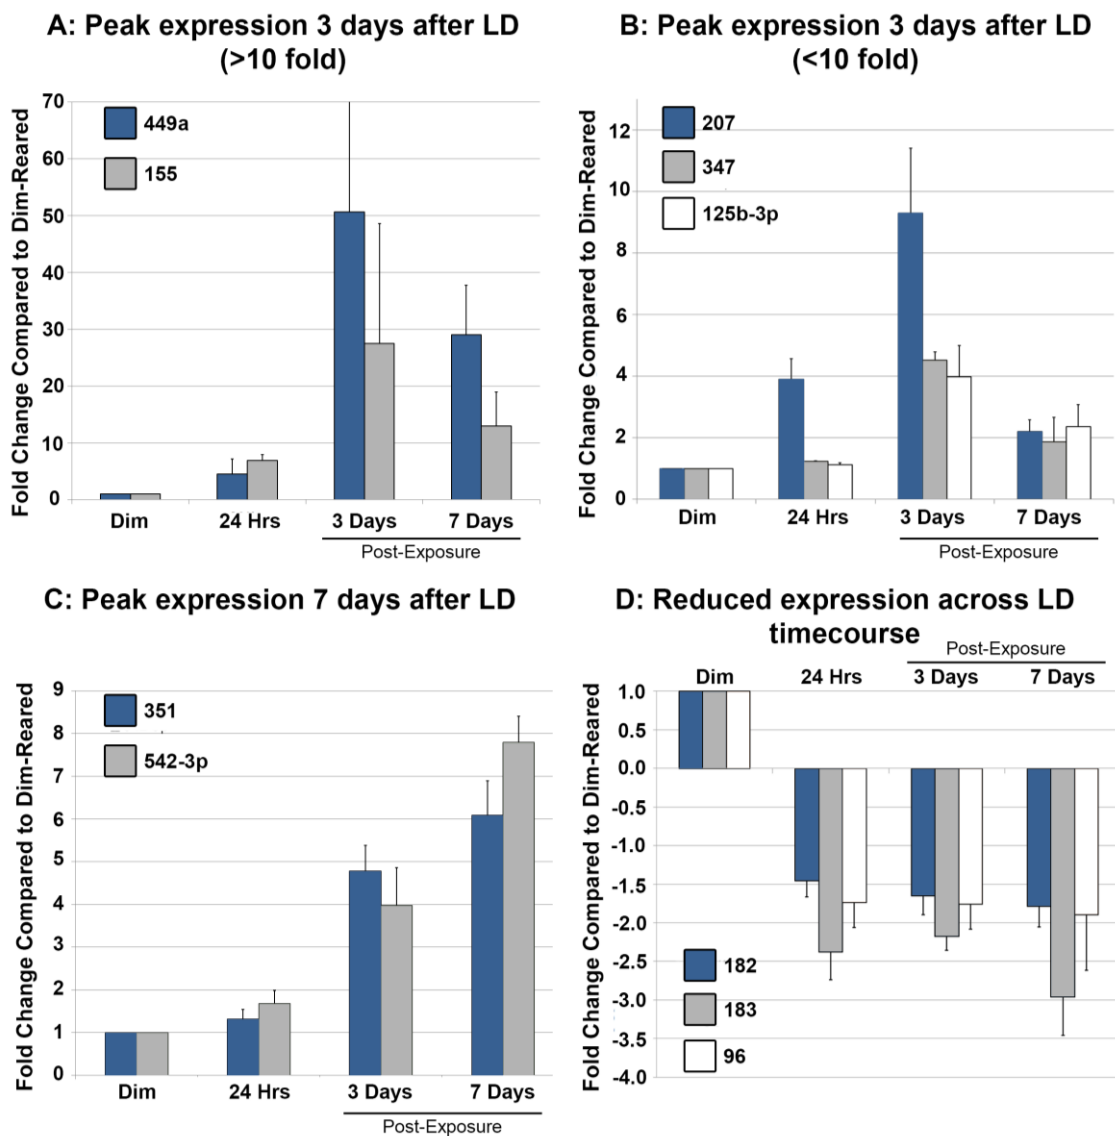 A: Peak expression 3 days after LD
(>10 fold)
Fold Change Compared to Dim-Reared
70
60
50
40
30
20
10
0
449a
155
Dim
24 Hrs
3 Days
7 Days
Post-Exposure
B: Peak expression 3 days after LD
(<10 fold)
Fold Change Compared to Dim-Reared
12
10
8
6
4
2
0
207
347
125b-3p
Dim
24 Hrs
3 Days
7 Days
Post-Exposure
C: Peak expression 7 days after LD
Fold Change Compared to Dim-Reared
9
8
7
6
5
4
3
2
1
0
351
542-3p
Dim
24 Hrs
3 Days
7 Days
Post-Exposure
D: Reduced expression across LD
timecourse
Post-Exposure
Dim
24 Hrs
3 Days
7 Days
Fold Change Compared to Dim-Reared
1.0
0.5
0.0
-0.5
-1.0
-1.5
-2.0
-2.5
-3.0
-3.5
-4.0
182
183
96